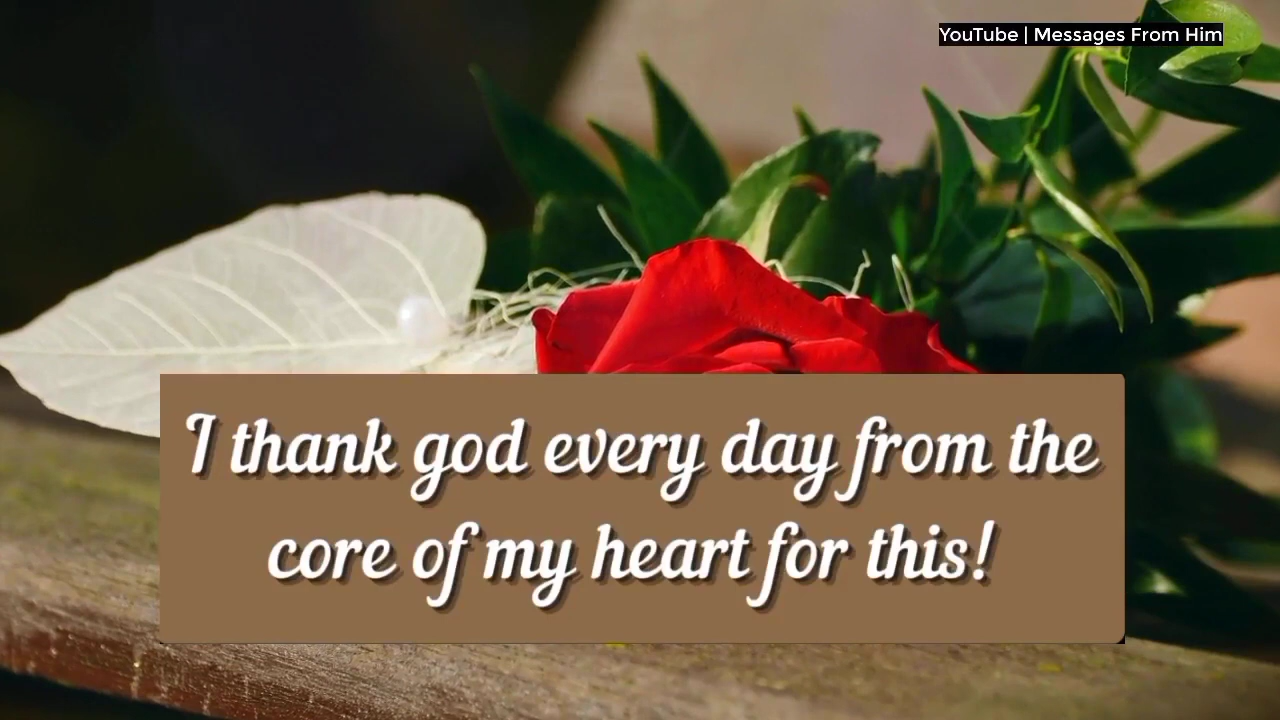 YouTube | Messages From Him
I thank god every day from the
core of my heart for this!